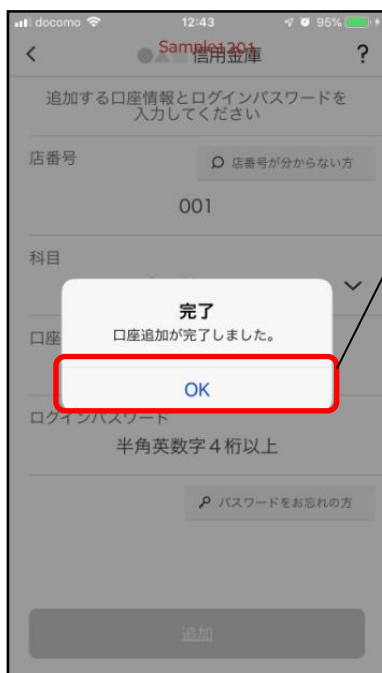 docomo 12:43 95%
Sample1201
●▲■信用金庫 ?
追加する口座情報とログインパスワードを
入力してください
店番号
店番号が分からない方
001
科目
完了
口座追加が完了しました。
口座
OK
ログインパスワード
半角英数字4桁以上
パスワードをお忘れの方
追加